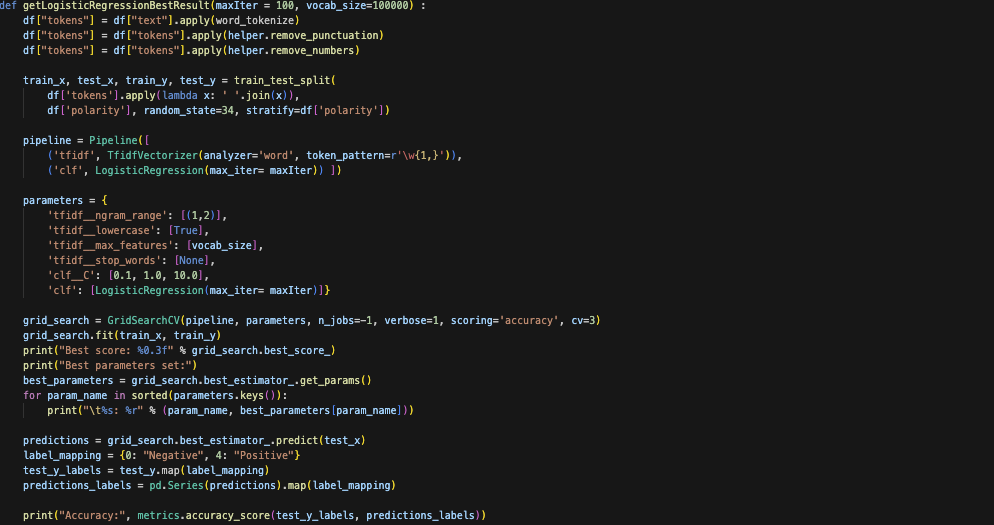 def getLogisticRegressionBestResult(maxIter = 100, vocab_size=100000) :
    df["tokens"] = df["text"].apply(word_tokenize)
    df["tokens"] = df["tokens"].apply(helper.remove_punctuation)
    df["tokens"] = df["tokens"].apply(helper.remove_numbers)

    train_x, test_x, train_y, test_y = train_test_split(
        df['tokens'].apply(lambda x: ' '.join(x)),
        df['polarity'], random_state=34, stratify=df['polarity'])

    pipeline = Pipeline([
        ('tfidf', TfidfVectorizer(analyzer='word', token_pattern=r'\w{1,}')),
        ('clf', LogisticRegression(max_iter= maxIter)) ])

    parameters = {
        'tfidf__ngram_range': [(1,2)],
        'tfidf__lowercase': [True],
        'tfidf__max_features': [vocab_size],
        'tfidf__stop_words': [None],
        'clf__C': [0.1, 1.0, 10.0],
        'clf': [LogisticRegression(max_iter= maxIter)]}

    grid_search = GridSearchCV(pipeline, parameters, n_jobs=-1, verbose=1, scoring='accuracy', cv=3)
    grid_search.fit(train_x, train_y)
    print("Best score: %0.3f" % grid_search.best_score_)
    print("Best parameters set:")
    best_parameters = grid_search.best_estimator_.get_params()
    for param_name in sorted(parameters.keys()):
        print("\t%s: %r" % (param_name, best_parameters[param_name]))

    predictions = grid_search.best_estimator_.predict(test_x)
    label_mapping = {0: "Negative", 4: "Positive"}
    test_y_labels = test_y.map(label_mapping)
    predictions_labels = pd.Series(predictions).map(label_mapping)

    print("Accuracy:", metrics.accuracy_score(test_y_labels, predictions_labels))